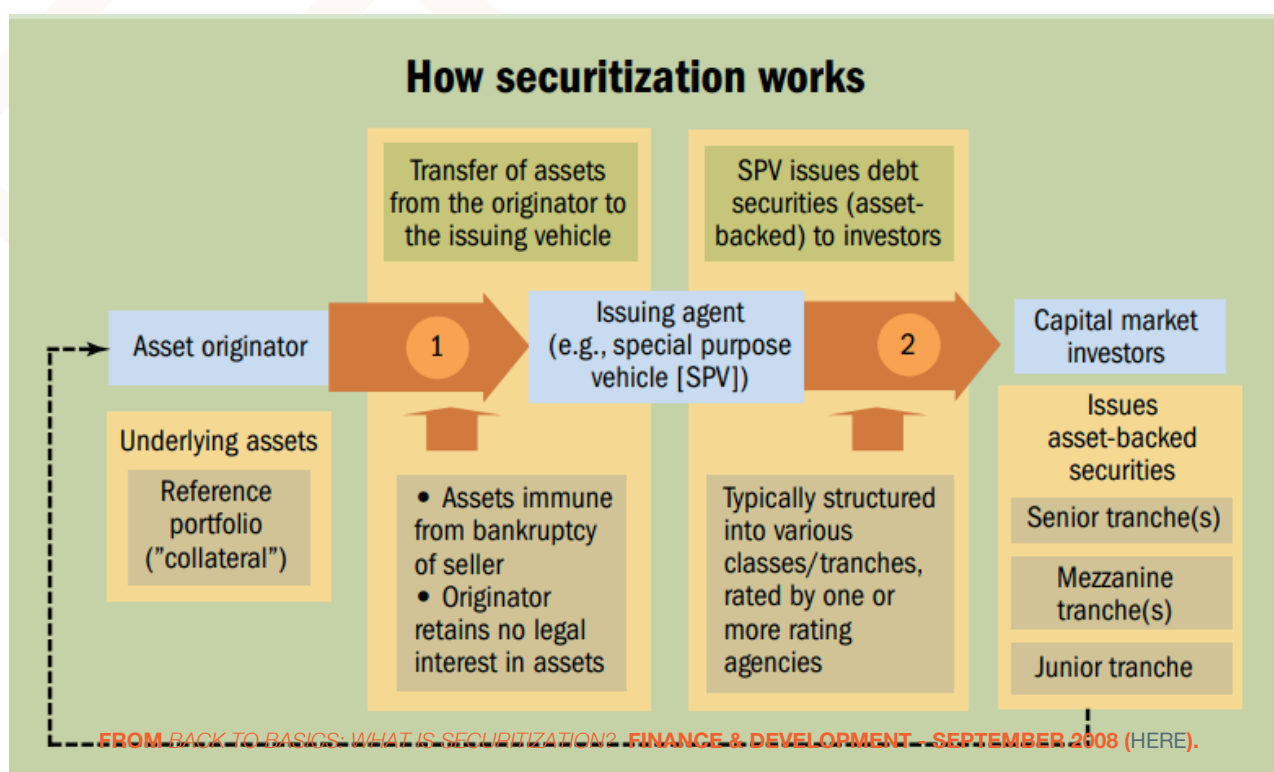 How securitization works
Transfer of assets
from the originator to
the issuing vehicle
SPV issues debt
securities (asset-
backed) to investors
Asset originator
1
Issuing agent
(e.g., special purpose
vehicle [SPV])
2
Capital market
investors
Underlying assets
Reference
portfolio
(”collateral”)
• Assets immune
from bankruptcy
of seller
• Originator
retains no legal
interest in assets
Typically structured
into various
classes/tranches,
rated by one or
more rating
agencies
Issues
asset-backed
securities
Senior tranche(s)
Mezzanine
tranche(s)
Junior tranche
FROM BACK TO BASICS: WHAT IS SECURITIZATION? FINANCE & DEVELOPMENT – SEPTEMBER 2008 (HERE).